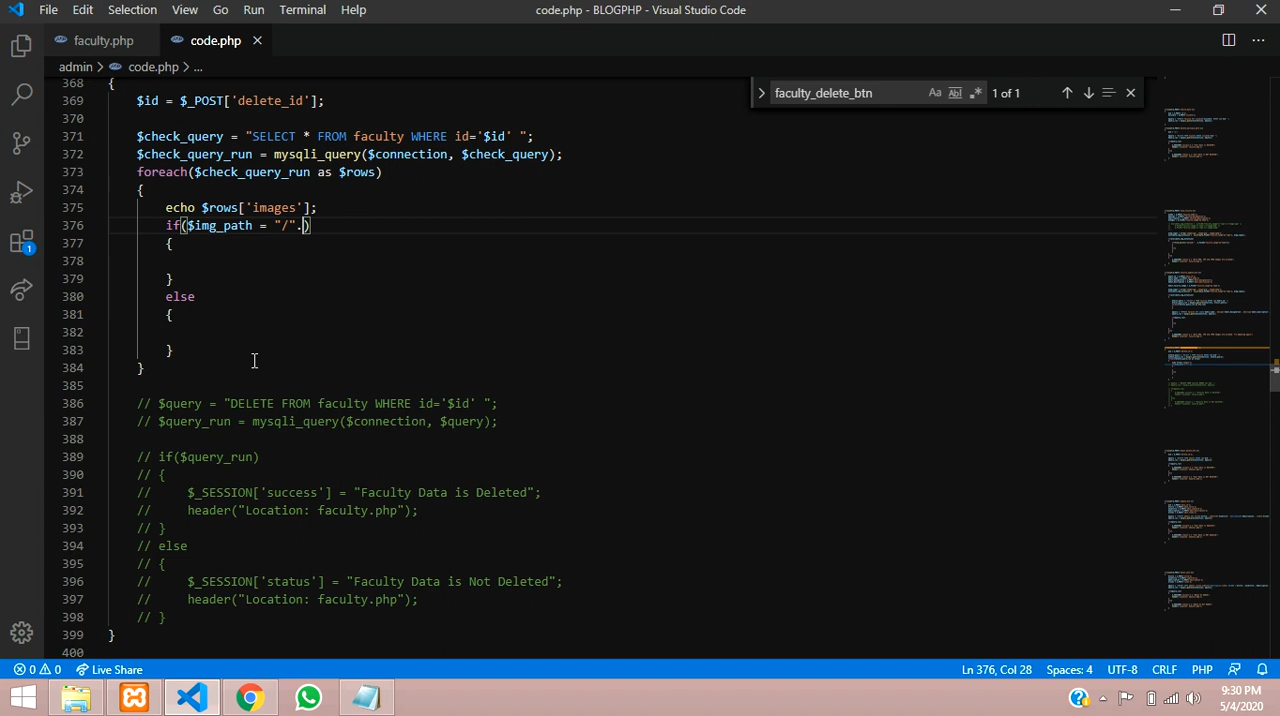 File Edit Selection View Go Run Terminal Help code.php - BLOGPHP - Visual Studio Code
faculty.php code.php
admin > code.php > ...
faculty_delete_btn Aa Abl .* 1 of 1
368 {
369 $id = $_POST['delete_id'];
370
371 $check_query = "SELECT * FROM faculty WHERE id='$id' ";
372 $check_query_run = mysqli_query($connection, $check_query);
373 foreach($check_query_run as $rows)
374 {
375 echo $rows['images'];
376 if($img_path = "/".)
377 {
378
379 }
380 else
381 {
382
383 }
384 }
385
386 // $query = "DELETE FROM faculty WHERE id='$id' ";
387 // $query_run = mysqli_query($connection, $query);
388
389 // if($query_run)
390 // {
391 // $_SESSION['success'] = "Faculty Data is Deleted";
392 // header("Location: faculty.php");
393 // }
394 // else
395 // {
396 // $_SESSION['status'] = "Faculty Data is Not Deleted";
397 // header("Location: faculty.php");
398 // }
399 }
400
1
0 0 Live Share Ln 376, Col 28 Spaces: 4 UTF-8 CRLF PHP
9:30 PM
5/4/2020